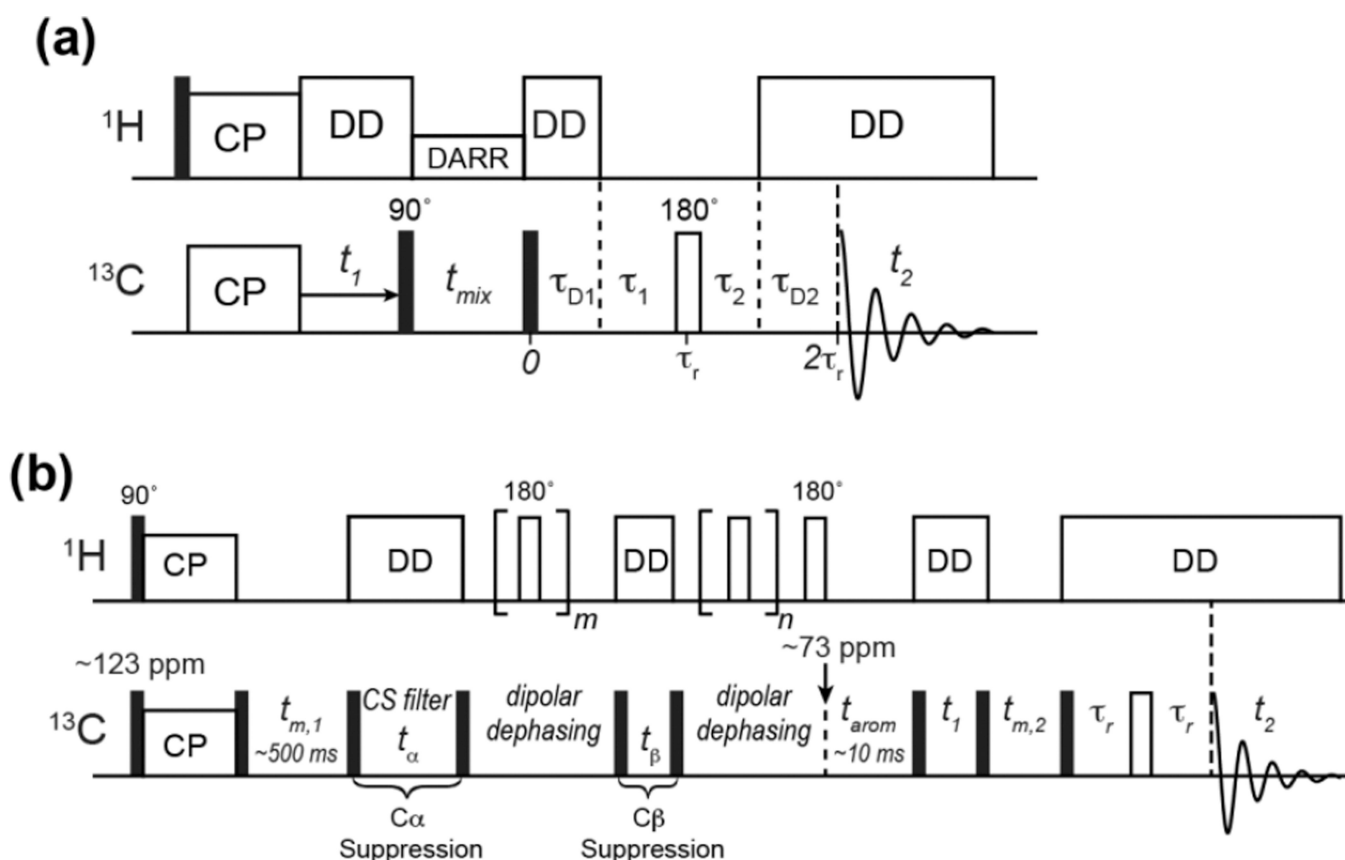 (a)
¹H
CP
DD
DARR
DD
DD
90° 180°
¹³C
CP
t₁
t_mix
τ_D1
τ₁
τ₂
τ_D2
t₂
0
τ_r
2τ_r
(b)
90° 180° 180°
¹H
CP
DD
m
DD
n
DD
DD
~123 ppm
~73 ppm
¹³C
CP
t_m,1
~500 ms
CS filter
t_α
dipolar
dephasing
t_β
dipolar
dephasing
t_arom
~10 ms
t₁
t_m,2
τ_r
τ_r
t₂
Cα
Suppression
Cβ
Suppression